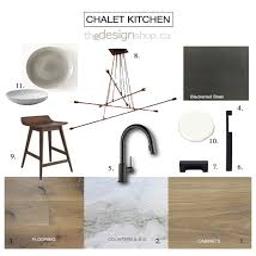 CHALET KITCHEN
thedesignshop.ca
11.
8.
Blackened Steel
4.
9.
5.
10.
7.
6.
1.
FLOORING
2.
COUNTERS & B.S.
3.
CABINETS